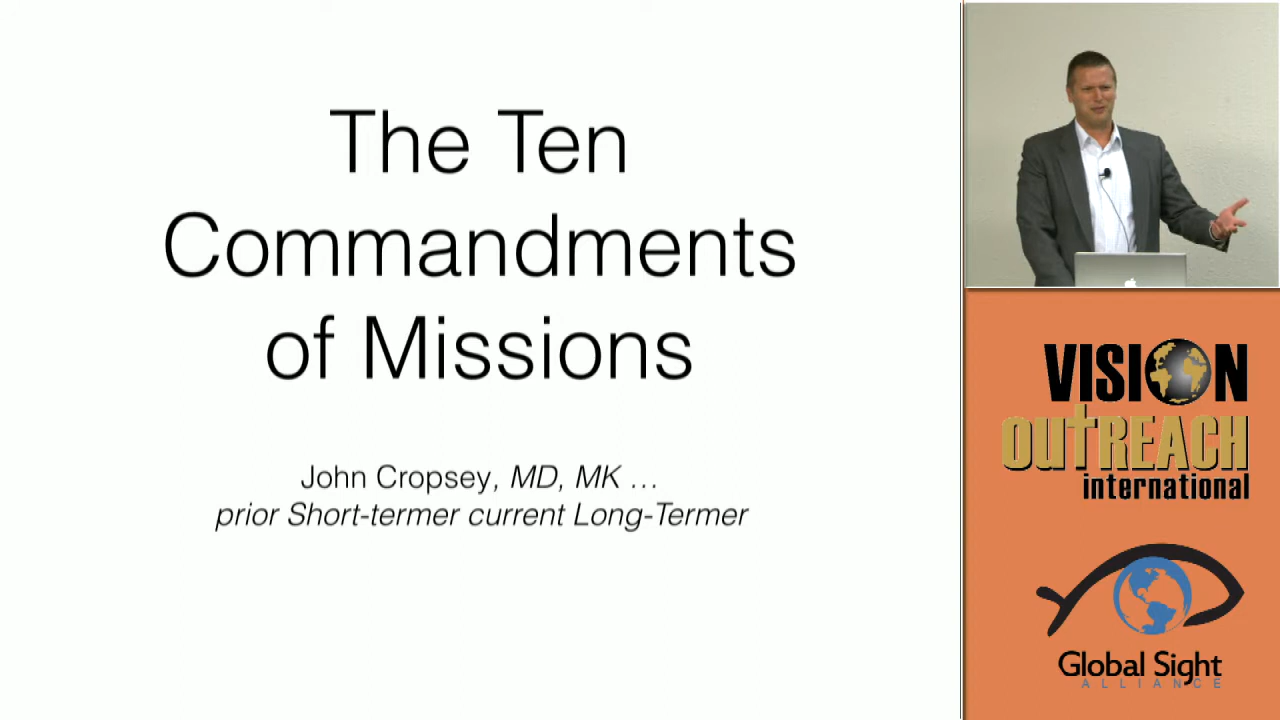 The Ten
Commandments
of Missions
John Cropsey, MD, MK …
prior Short-termer current Long-Termer
VISION
OUTREACH
international
Global Sight
ALLIANCE